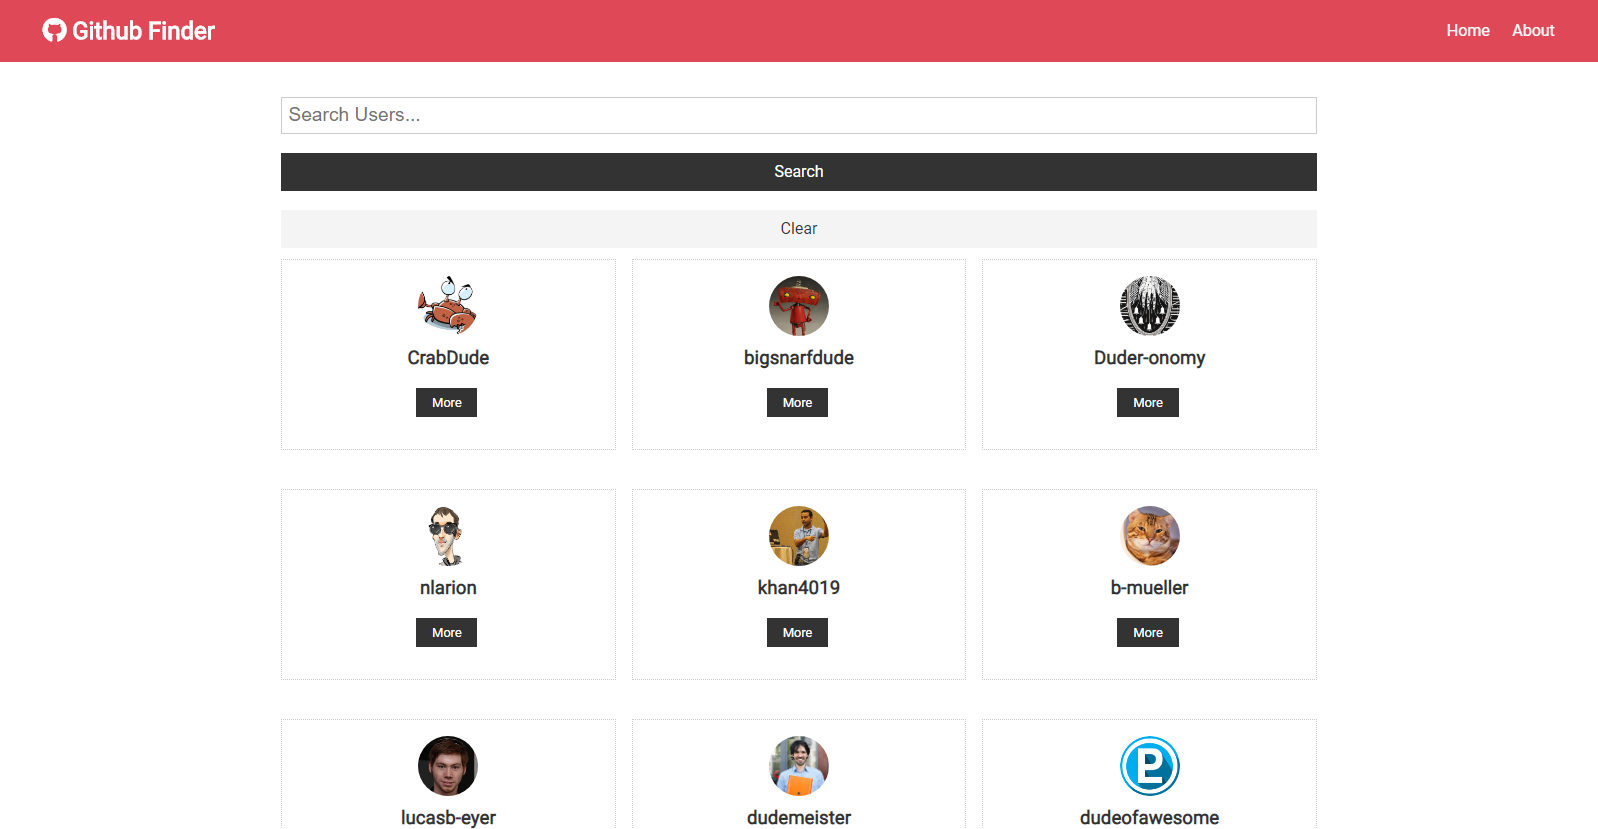 Github Finder
Home About
Search Users...
Search
Clear
CrabDude bigsnarfdude Duder-onomy
More More More
nlarion khan4019 b-mueller
More More More
lucasb-eyer dudemeister dudeofawesome